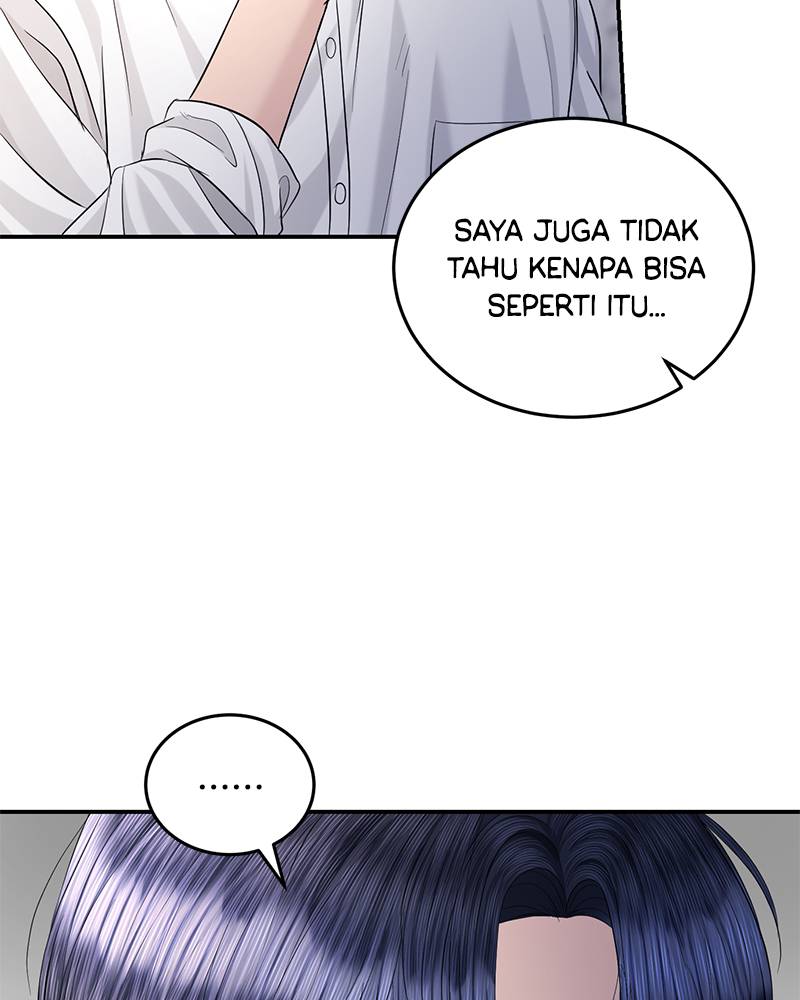 SAYA JUGA TIDAK
TAHU KENAPA BISA
SEPERTI ITU...
......